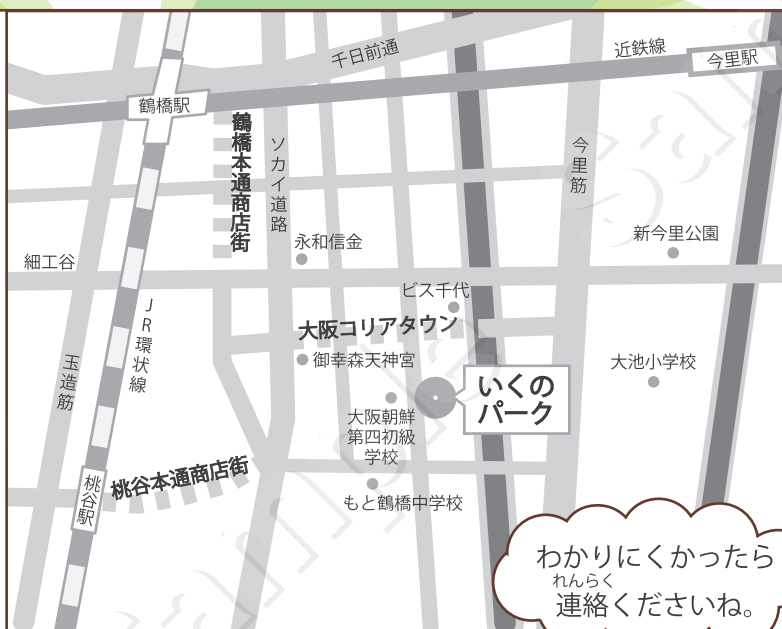 千日前通
近鉄線
今里駅
鶴橋駅
鶴橋本通商店街
ソカイ道路
今里筋
永和信金
新今里公園
細工谷
ビス千代
大阪コリアタウン
JR環状線
御幸森天神宮
大池小学校
玉造筋
いくの
パーク
大阪朝鮮
第四初級
学校
桃谷本通商店街
桃谷駅
もと鶴橋中学校
わかりにくかったら
れんらく
連絡くださいね。
Sample
Sample